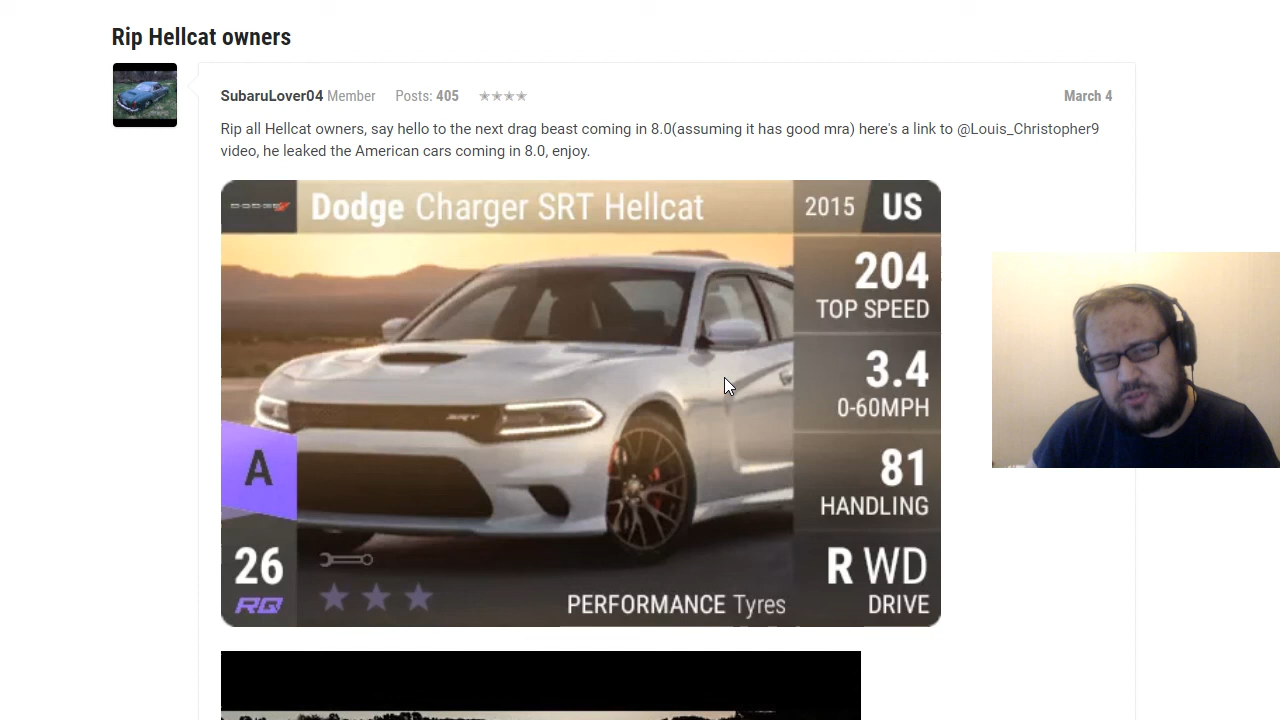 Rip Hellcat owners
SubaruLover04 Member Posts: 405 ★★★★ March 4
Rip all Hellcat owners, say hello to the next drag beast coming in 8.0(assuming it has good mra) here's a link to @Louis_Christopher9
video, he leaked the American cars coming in 8.0, enjoy.
DODGE Dodge Charger SRT Hellcat 2015 US
204
TOP SPEED
3.4
0-60MPH
SRT
A
81
HANDLING
26
RQ
R WD
PERFORMANCE Tyres
DRIVE